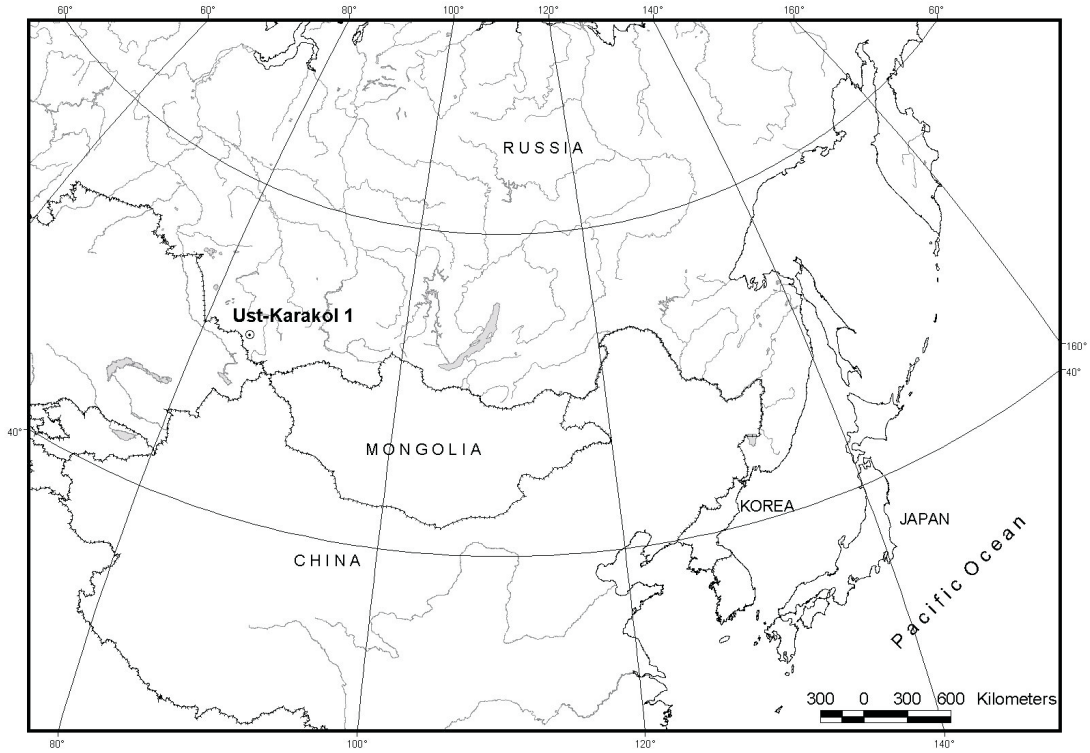 60° 60° 80° 100° 120° 140° 160° 60°
RUSSIA
Ust-Karakol 1
160°
40°
40°
MONGOLIA
KOREA
JAPAN
CHINA
Pacific Ocean
300 0 300 600 Kilometers
80° 100° 120° 140°